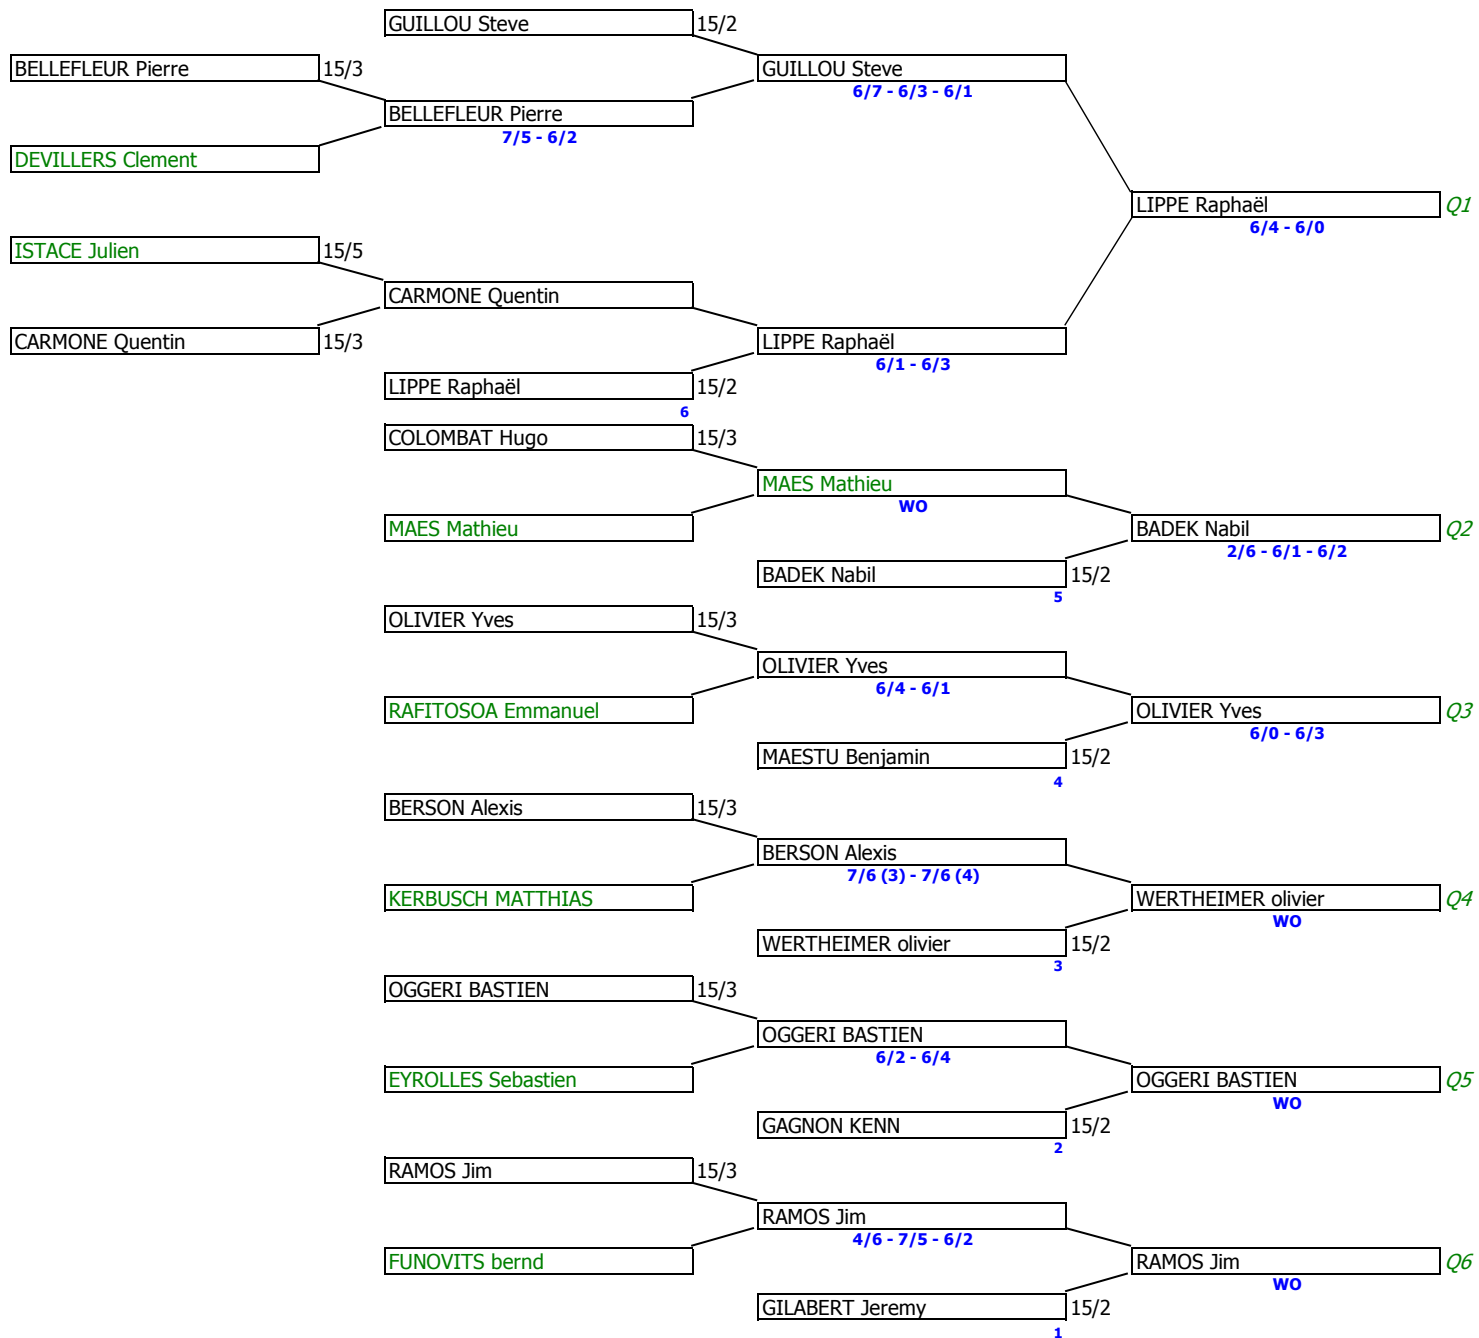 GUILLOU Steve 15/2
BELLEFLEUR Pierre 15/3 GUILLOU Steve
6/7 - 6/3 - 6/1
BELLEFLEUR Pierre
7/5 - 6/2
DEVILLERS Clement
LIPPE Raphaël Q1
6/4 - 6/0
ISTACE Julien 15/5
CARMONE Quentin
CARMONE Quentin 15/3 LIPPE Raphaël
6/1 - 6/3
LIPPE Raphaël 15/2
6
COLOMBAT Hugo 15/3
MAES Mathieu
WO
MAES Mathieu BADEK Nabil Q2
2/6 - 6/1 - 6/2
BADEK Nabil 15/2
5
OLIVIER Yves 15/3
OLIVIER Yves
6/4 - 6/1
RAFITOSOA Emmanuel OLIVIER Yves Q3
6/0 - 6/3
MAESTU Benjamin 15/2
4
BERSON Alexis 15/3
BERSON Alexis
7/6 (3) - 7/6 (4)
KERBUSCH MATTHIAS WERTHEIMER olivier Q4
WO
WERTHEIMER olivier 15/2
3
OGGERI BASTIEN 15/3
OGGERI BASTIEN
6/2 - 6/4
EYROLLES Sebastien OGGERI BASTIEN Q5
WO
GAGNON KENN 15/2
2
RAMOS Jim 15/3
RAMOS Jim
4/6 - 7/5 - 6/2
FUNOVITS bernd RAMOS Jim Q6
WO
GILABERT Jeremy 15/2
1